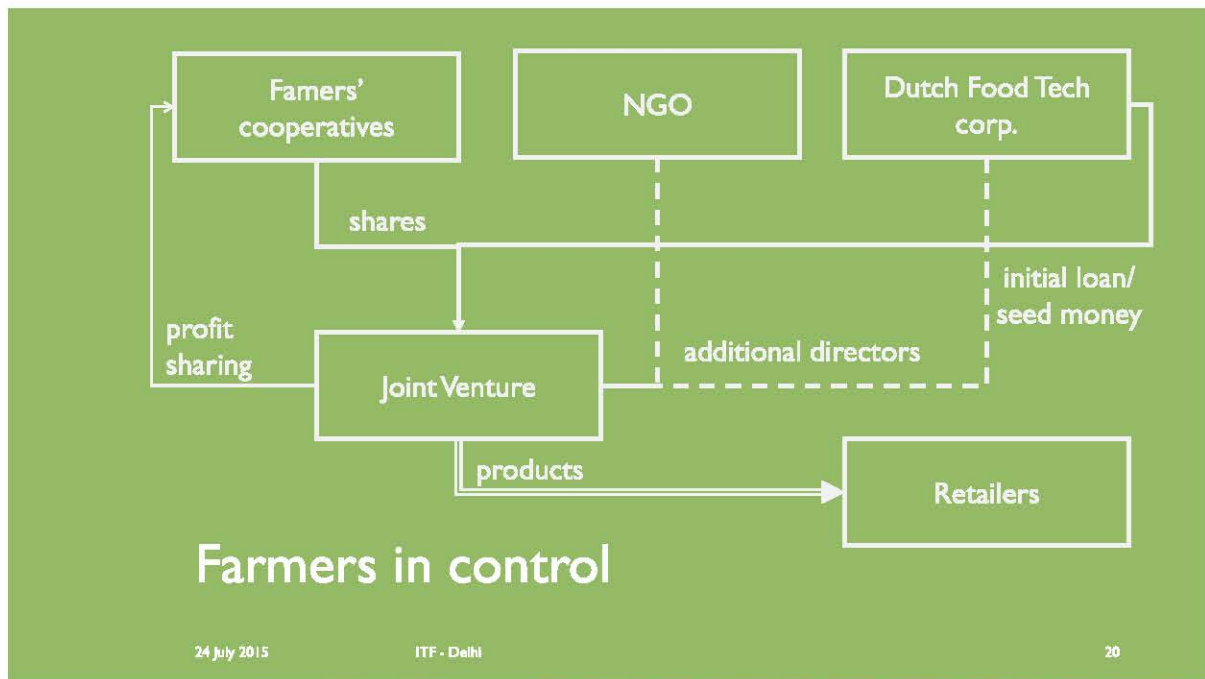 Famers'
cooperatives
NGO
Dutch Food Tech
corp.
shares
initial loan/
seed money
profit
sharing
additional directors
Joint Venture
products
Retailers
Farmers in control
24 July 2015
ITF - Delhi
20